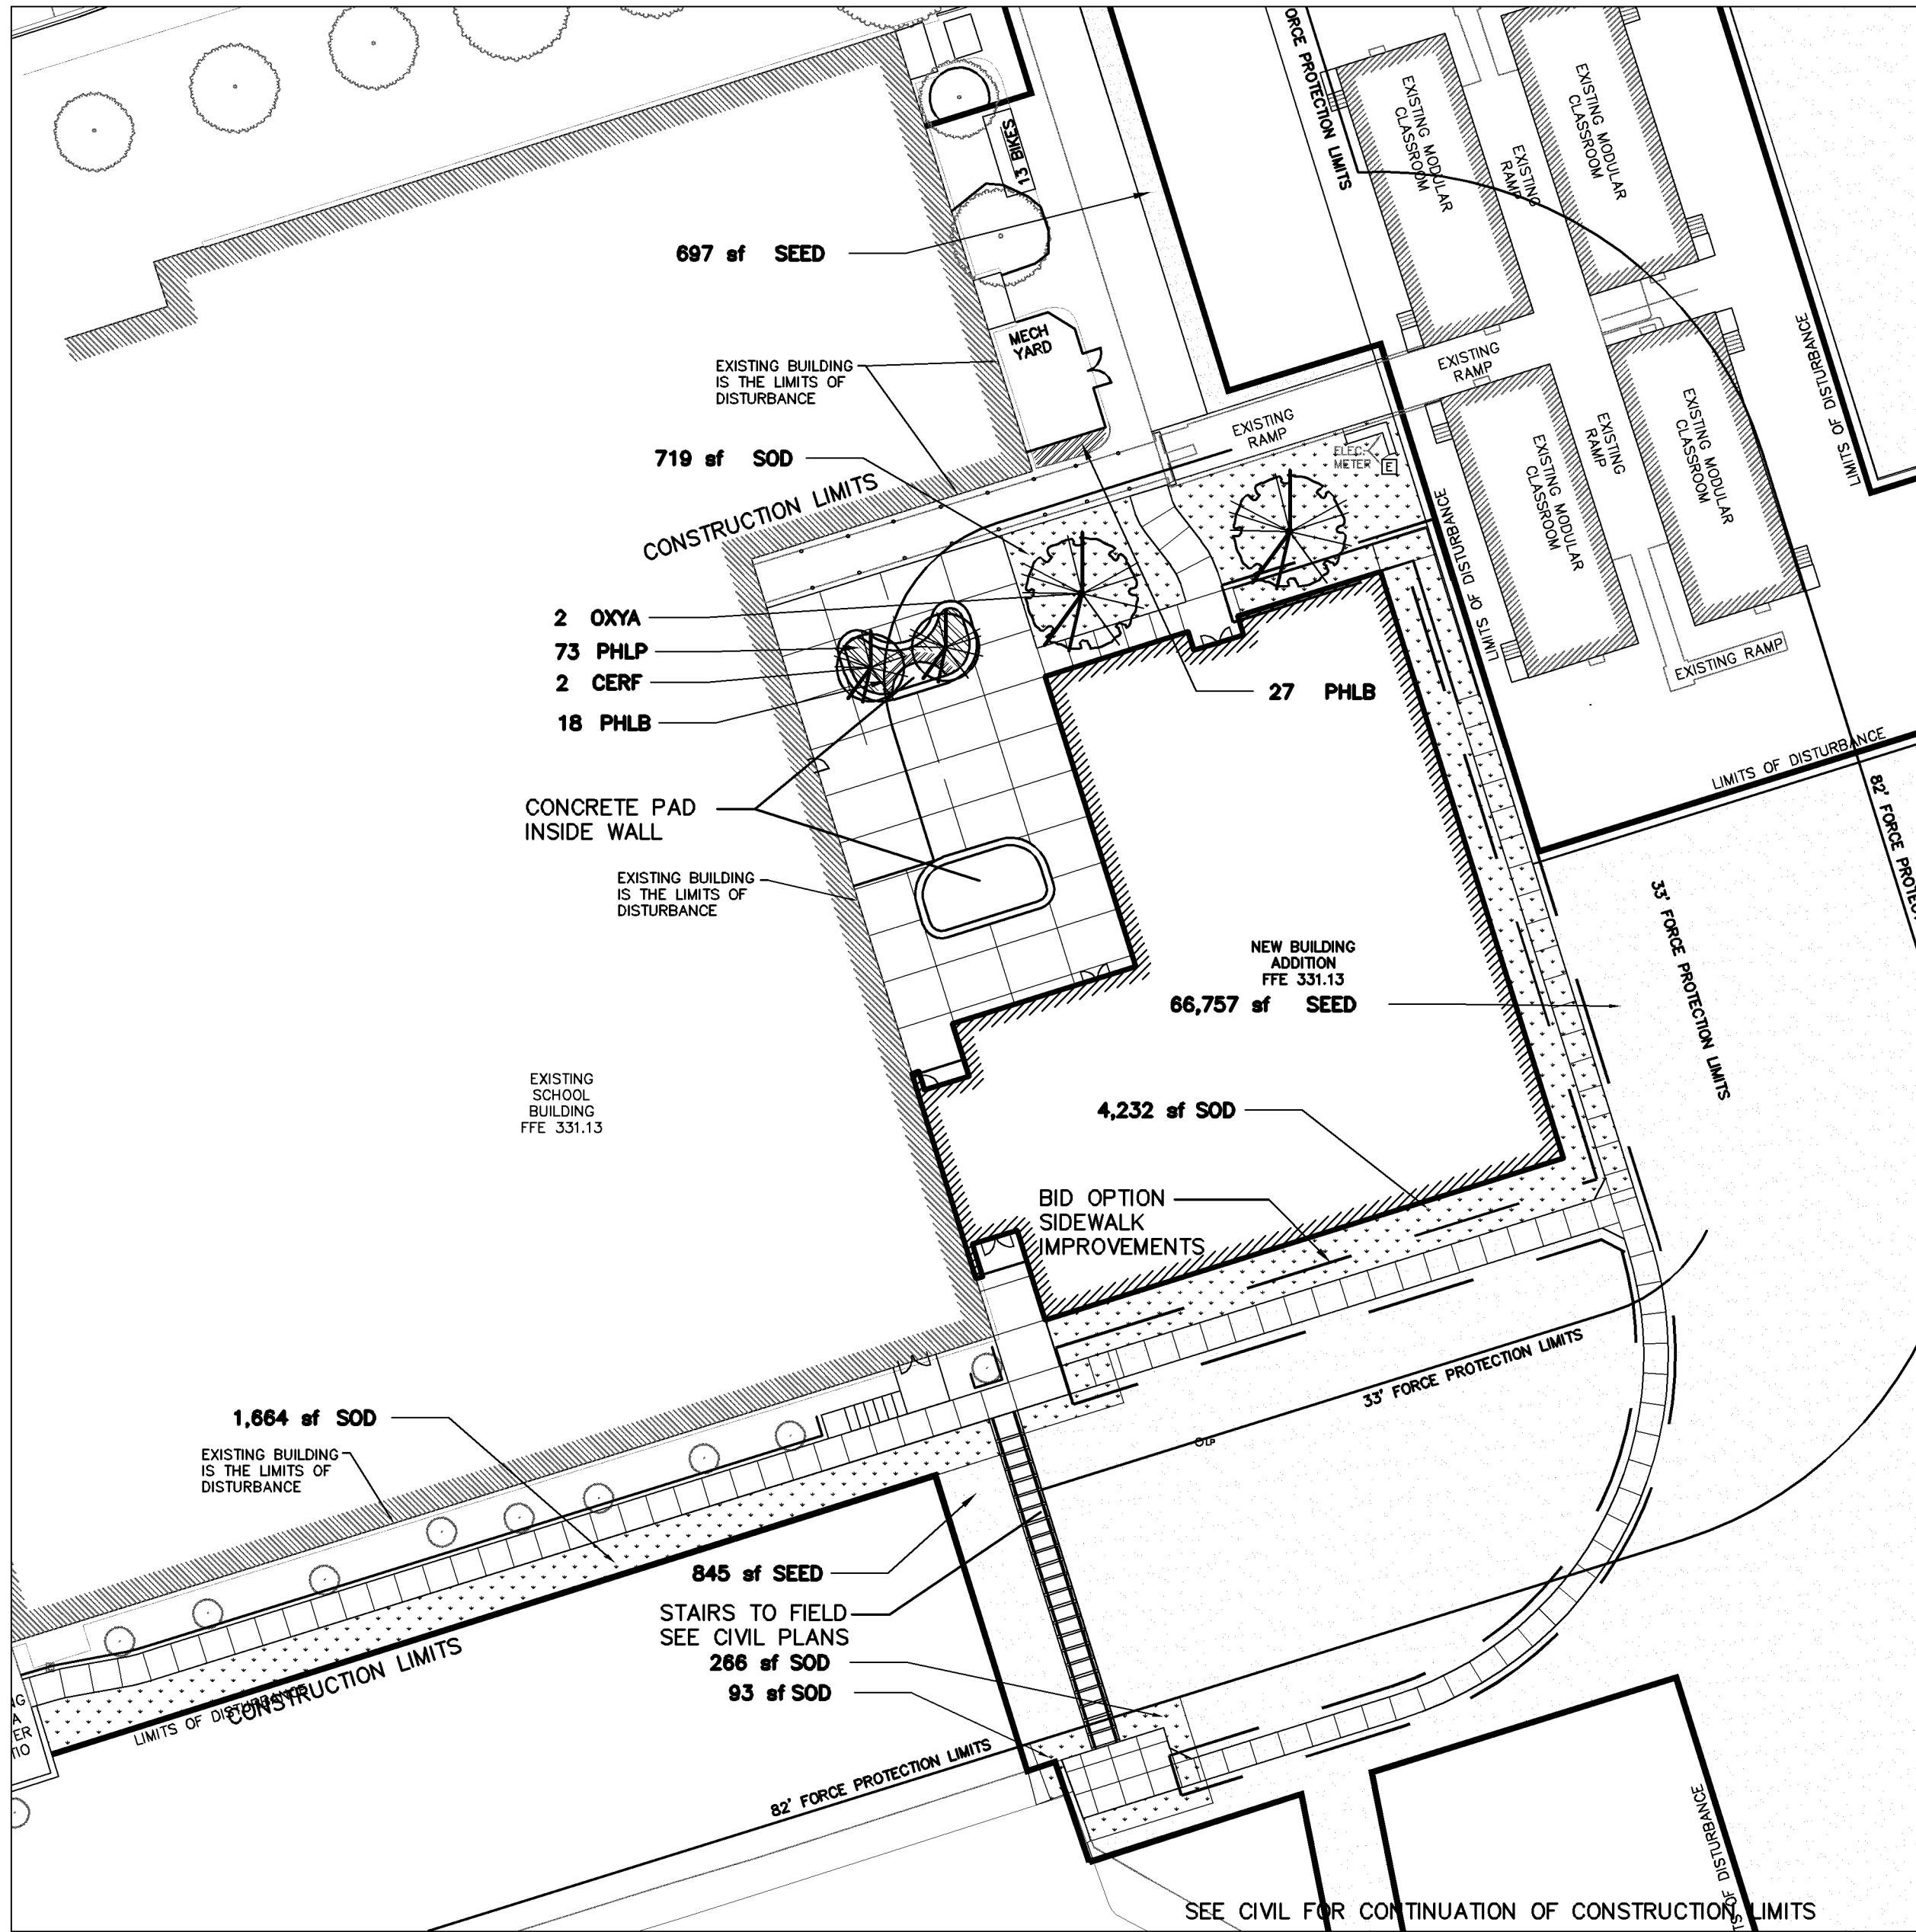 ORCE PROTECTION LIMITS
EXISTING MODULAR
CLASSROOM
EXISTING MODULAR
CLASSROOM
EXISTING
RAMP
13 BIKES
697 sf SEED
MECH
YARD
EXISTING BUILDING
IS THE LIMITS OF
DISTURBANCE
EXISTING
RAMP
LIMITS OF DISTURBANCE
EXISTING
RAMP
719 sf SOD
ELEC.
METER
E
CONSTRUCTION LIMITS
EXISTING MODULAR
CLASSROOM
EXISTING
RAMP
EXISTING MODULAR
CLASSROOM
LIMITS OF DISTURBANCE
2 OXYA
73 PHLP
2 CERF
18 PHLB
27 PHLB
EXISTING RAMP
LIMITS OF DISTURBANCE
CONCRETE PAD
INSIDE WALL
82' FORCE PROTECT
EXISTING BUILDING
IS THE LIMITS OF
DISTURBANCE
33' FORCE PROTECTION LIMITS
NEW BUILDING
ADDITION
FFE 331.13
66,757 sf SEED
EXISTING
SCHOOL
BUILDING
FFE 331.13
4,232 sf SOD
BID OPTION
SIDEWALK
IMPROVEMENTS
33' FORCE PROTECTION LIMITS
1,664 sf SOD
EXISTING BUILDING
IS THE LIMITS OF
DISTURBANCE
LP
845 sf SEED
STAIRS TO FIELD
SEE CIVIL PLANS
266 sf SOD
93 sf SOD
CONSTRUCTION LIMITS
LIMITS OF DISTURBANCE
NG
A
ER
TIO
82' FORCE PROTECTION LIMITS
TS OF DISTURBANCE
SEE CIVIL FOR CONTINUATION OF CONSTRUCTION LIMITS